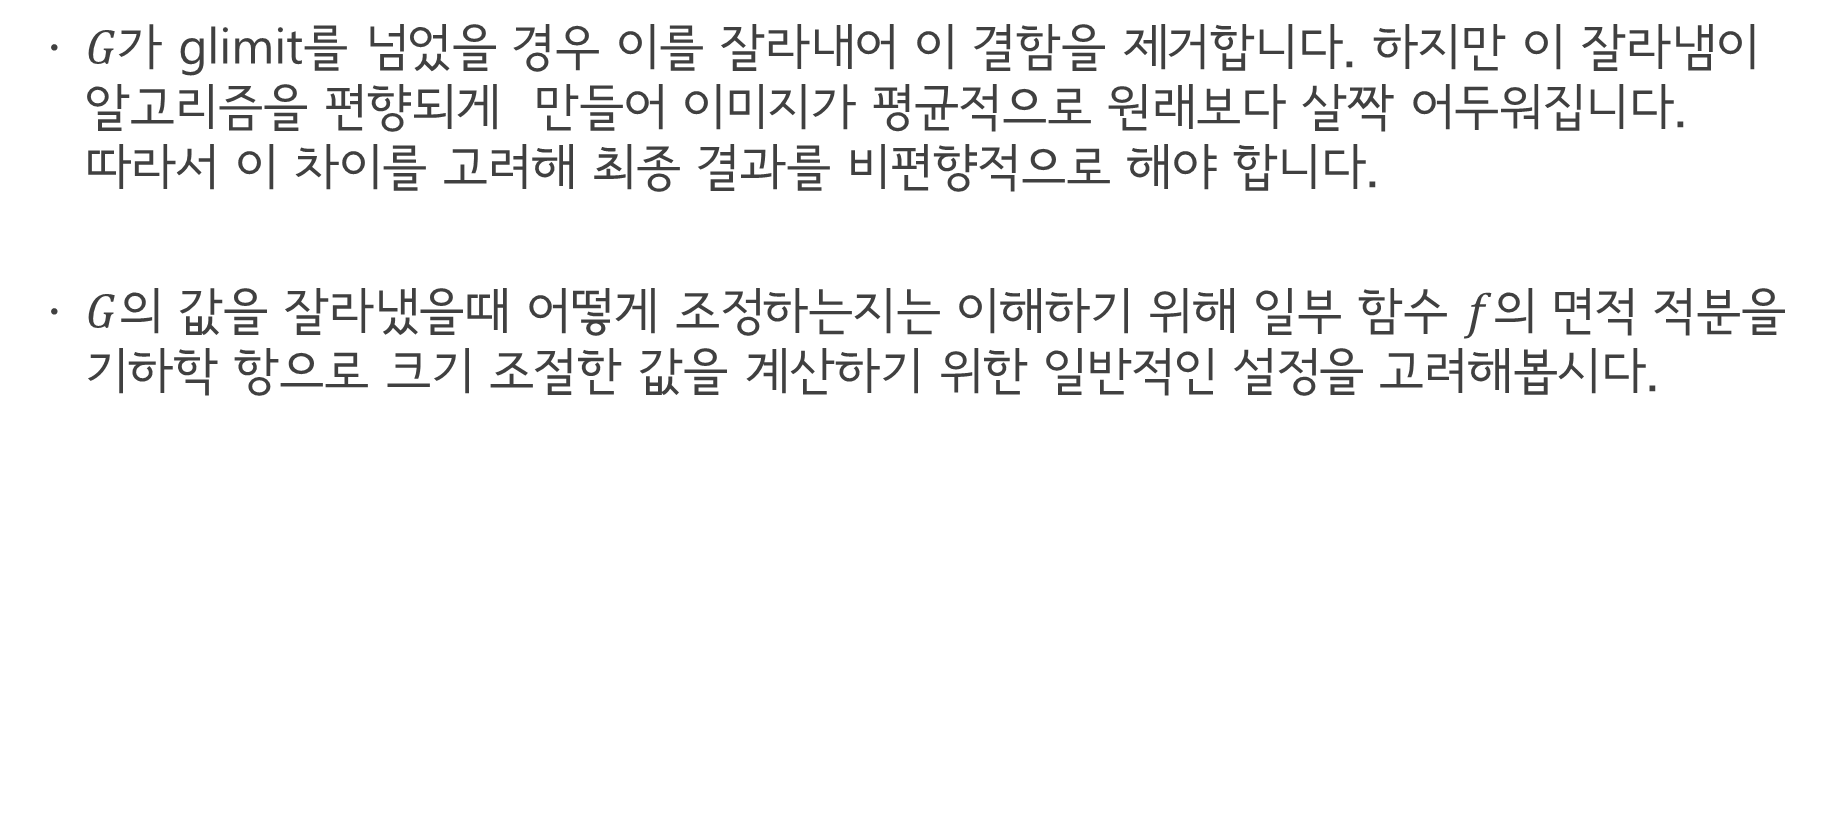 · G가 glimit를 넘었을 경우 이를 잘라내어 이 결함을 제거합니다. 하지만 이 잘라냄이
알고리즘을 편향되게 만들어 이미지가 평균적으로 원래보다 살짝 어두워집니다.
따라서 이 차이를 고려해 최종 결과를 비편향적으로 해야 합니다.
· G의 값을 잘라냈을때 어떻게 조정하는지는 이해하기 위해 일부 함수 f의 면적 적분을
기하학 항으로 크기 조절한 값을 계산하기 위한 일반적인 설정을 고려해봅시다.